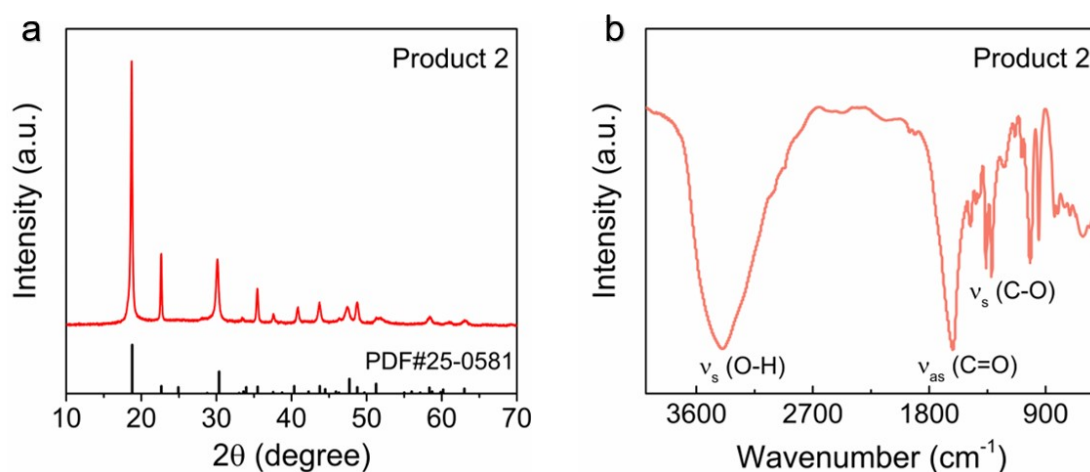 a
Product 2
Intensity (a.u.)
PDF#25-0581
10 20 30 40 50 60 70
2θ (degree)
b
Product 2
Intensity (a.u.)
νs (C-O)
νs (O-H)
νas (C=O)
3600 2700 1800 900
Wavenumber (cm-1)